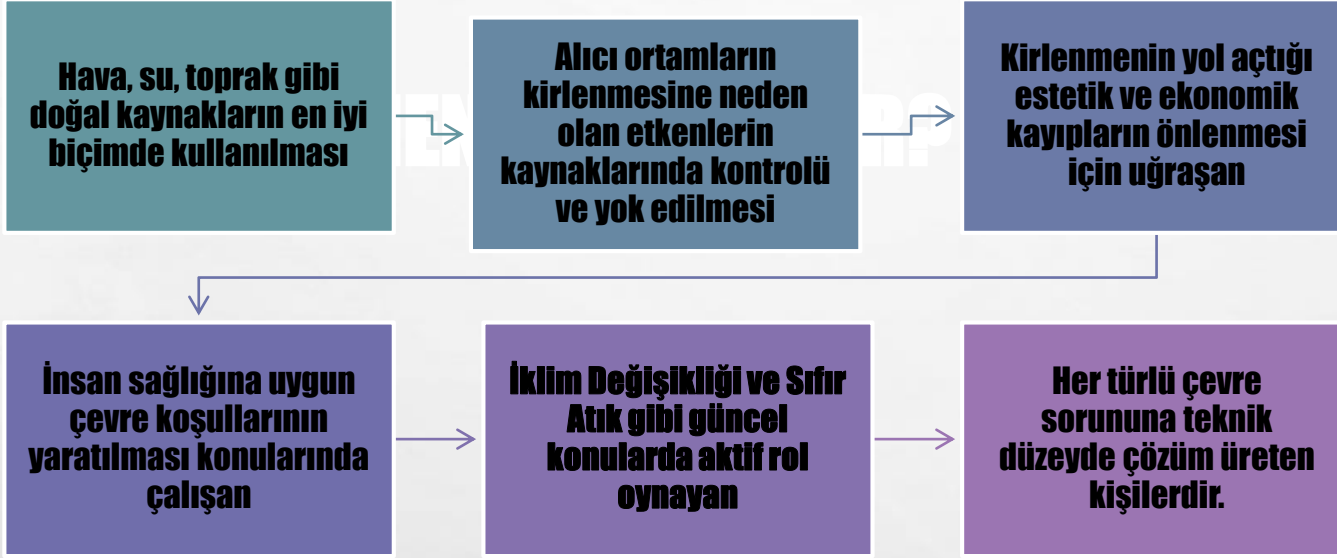 Hava, su, toprak gibi
doğal kaynakların en iyi
biçimde kullanılması
Alıcı ortamların
kirlenmesine neden
olan etkenlerin
kaynaklarında kontrolü
ve yok edilmesi
Kirlenmenin yol açtığı
estetik ve ekonomik
kayıpların önlenmesi
için uğraşan
İnsan sağlığına uygun
çevre koşullarının
yaratılması konularında
çalışan
İklim Değişikliği ve Sıfır
Atık gibi güncel
konularda aktif rol
oynayan
Her türlü çevre
sorununa teknik
düzeyde çözüm üreten
kişilerdir.